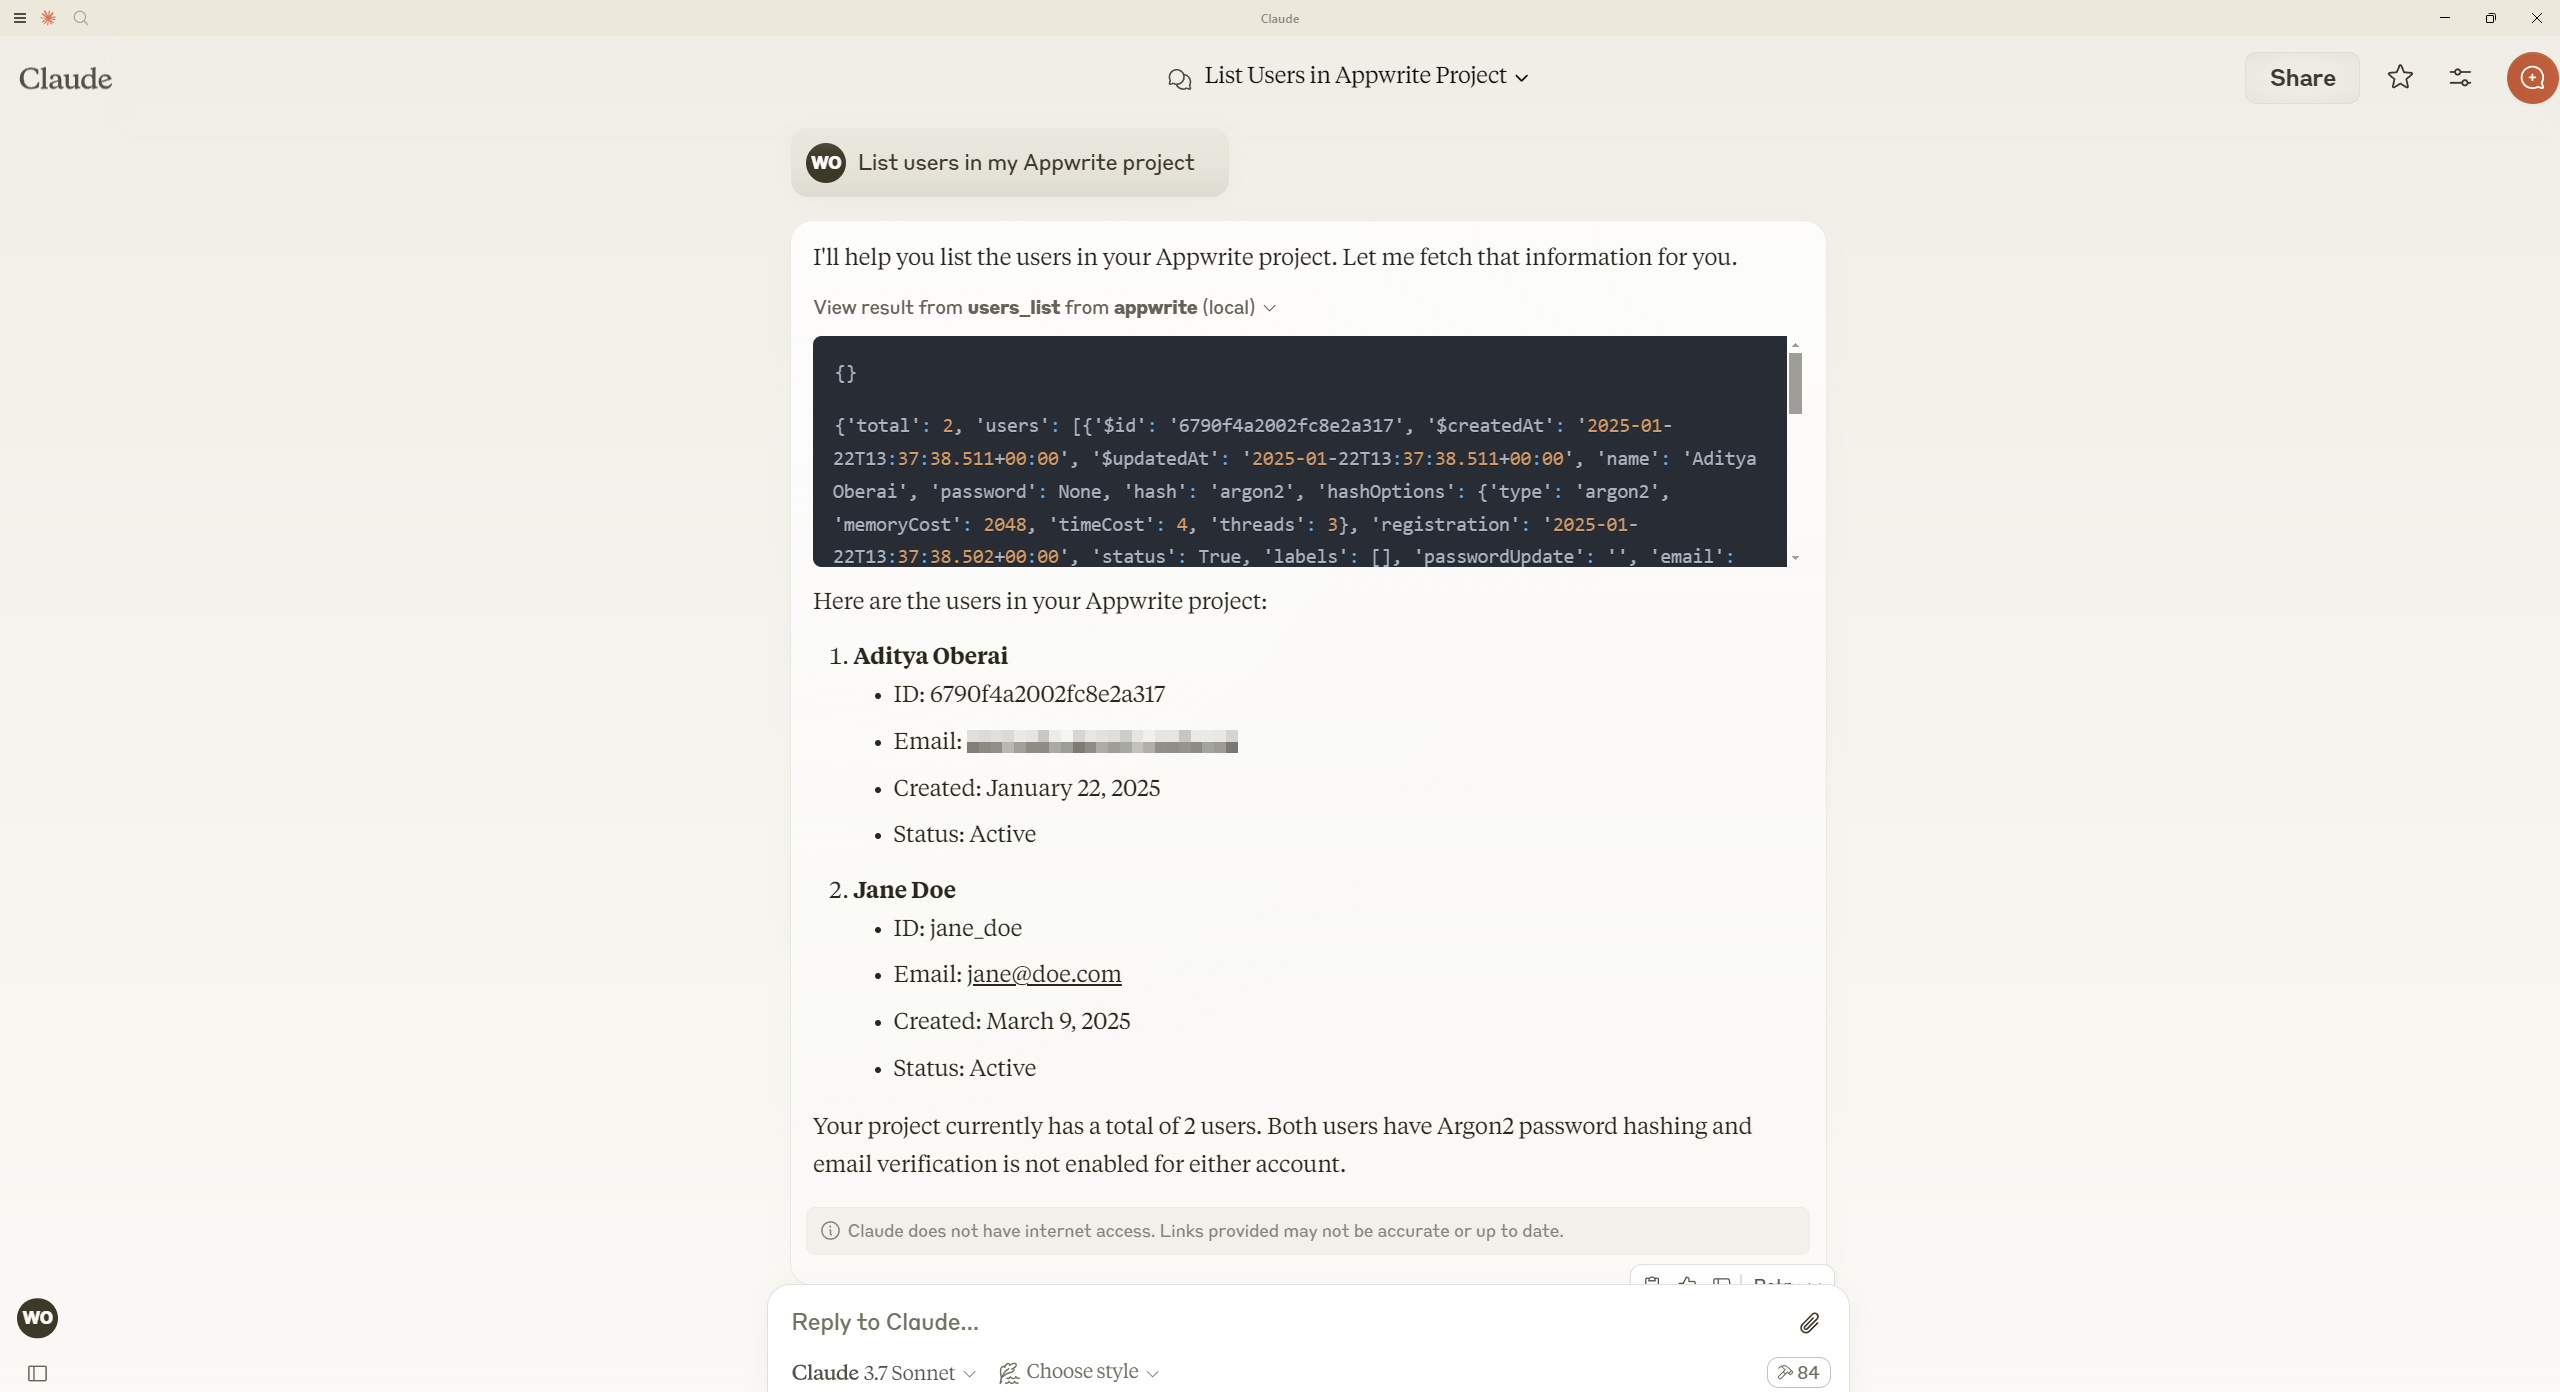 Claude
Claude
List Users in Appwrite Project
Share
WO List users in my Appwrite project
I'll help you list the users in your Appwrite project. Let me fetch that information for you.
View result from users_list from appwrite (local)
{}
{'total': 2, 'users': [{'$id': '6790f4a2002fc8e2a317', '$createdAt': '2025-01-
22T13:37:38.511+00:00', '$updatedAt': '2025-01-22T13:37:38.511+00:00', 'name': 'Aditya
Oberai', 'password': None, 'hash': 'argon2', 'hashOptions': {'type': 'argon2',
'memoryCost': 2048, 'timeCost': 4, 'threads': 3}, 'registration': '2025-01-
22T13:37:38.502+00:00', 'status': True, 'labels': [], 'passwordUpdate': '', 'email':
Here are the users in your Appwrite project:
1. Aditya Oberai
• ID: 6790f4a2002fc8e2a317
• Email:
• Created: January 22, 2025
• Status: Active
2. Jane Doe
• ID: jane_doe
• Email: jane@doe.com
• Created: March 9, 2025
• Status: Active
Your project currently has a total of 2 users. Both users have Argon2 password hashing and
email verification is not enabled for either account.
Claude does not have internet access. Links provided may not be accurate or up to date.
WO
Reply to Claude...
Claude 3.7 Sonnet Choose style 84